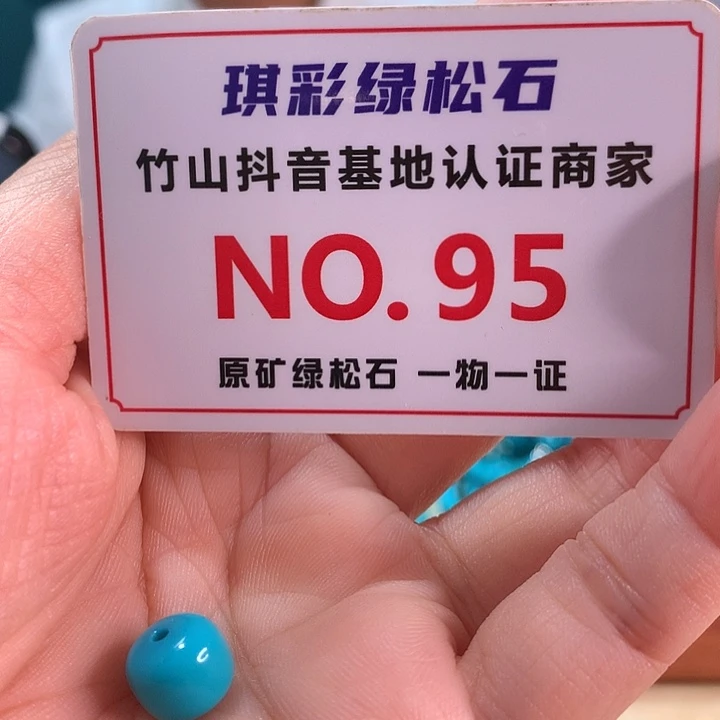 琪彩绿松石
竹山抖音基地认证商家
NO.95
原矿绿松石 一物一证